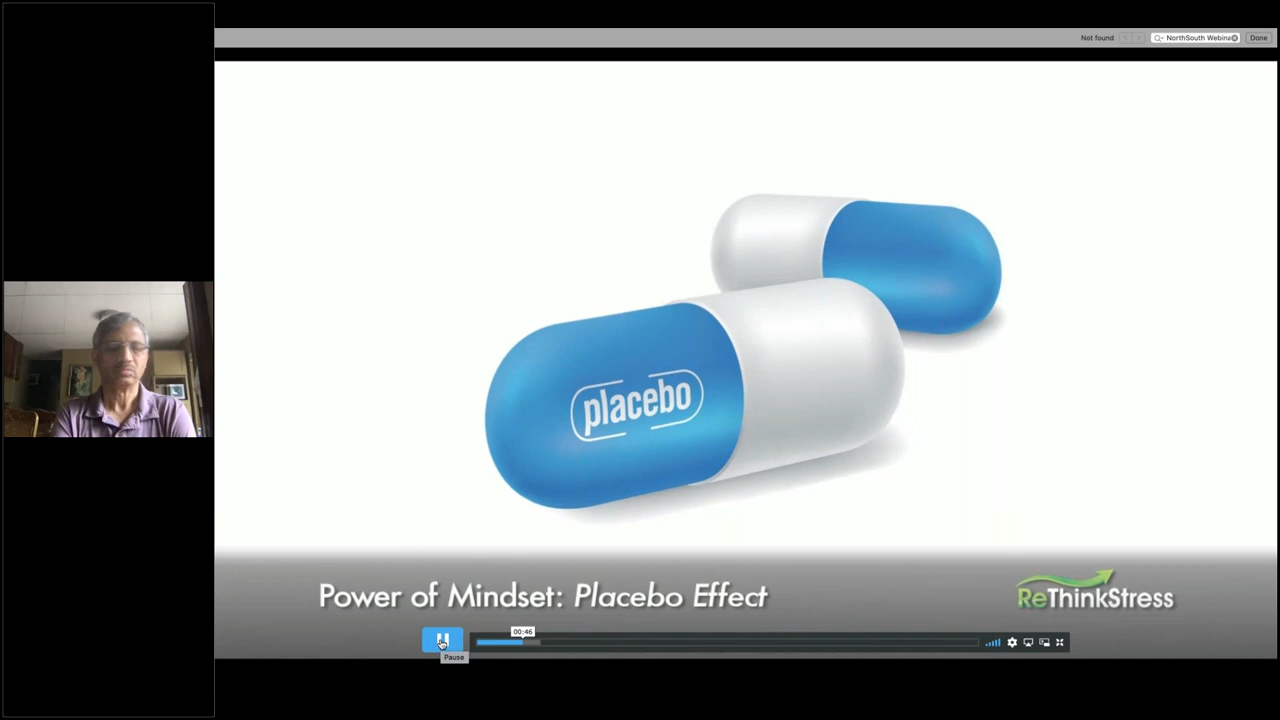 Not found
NorthSouth Webina
Done
placebo
Power of Mindset: Placebo Effect
ReThinkStress
00:46
Pause